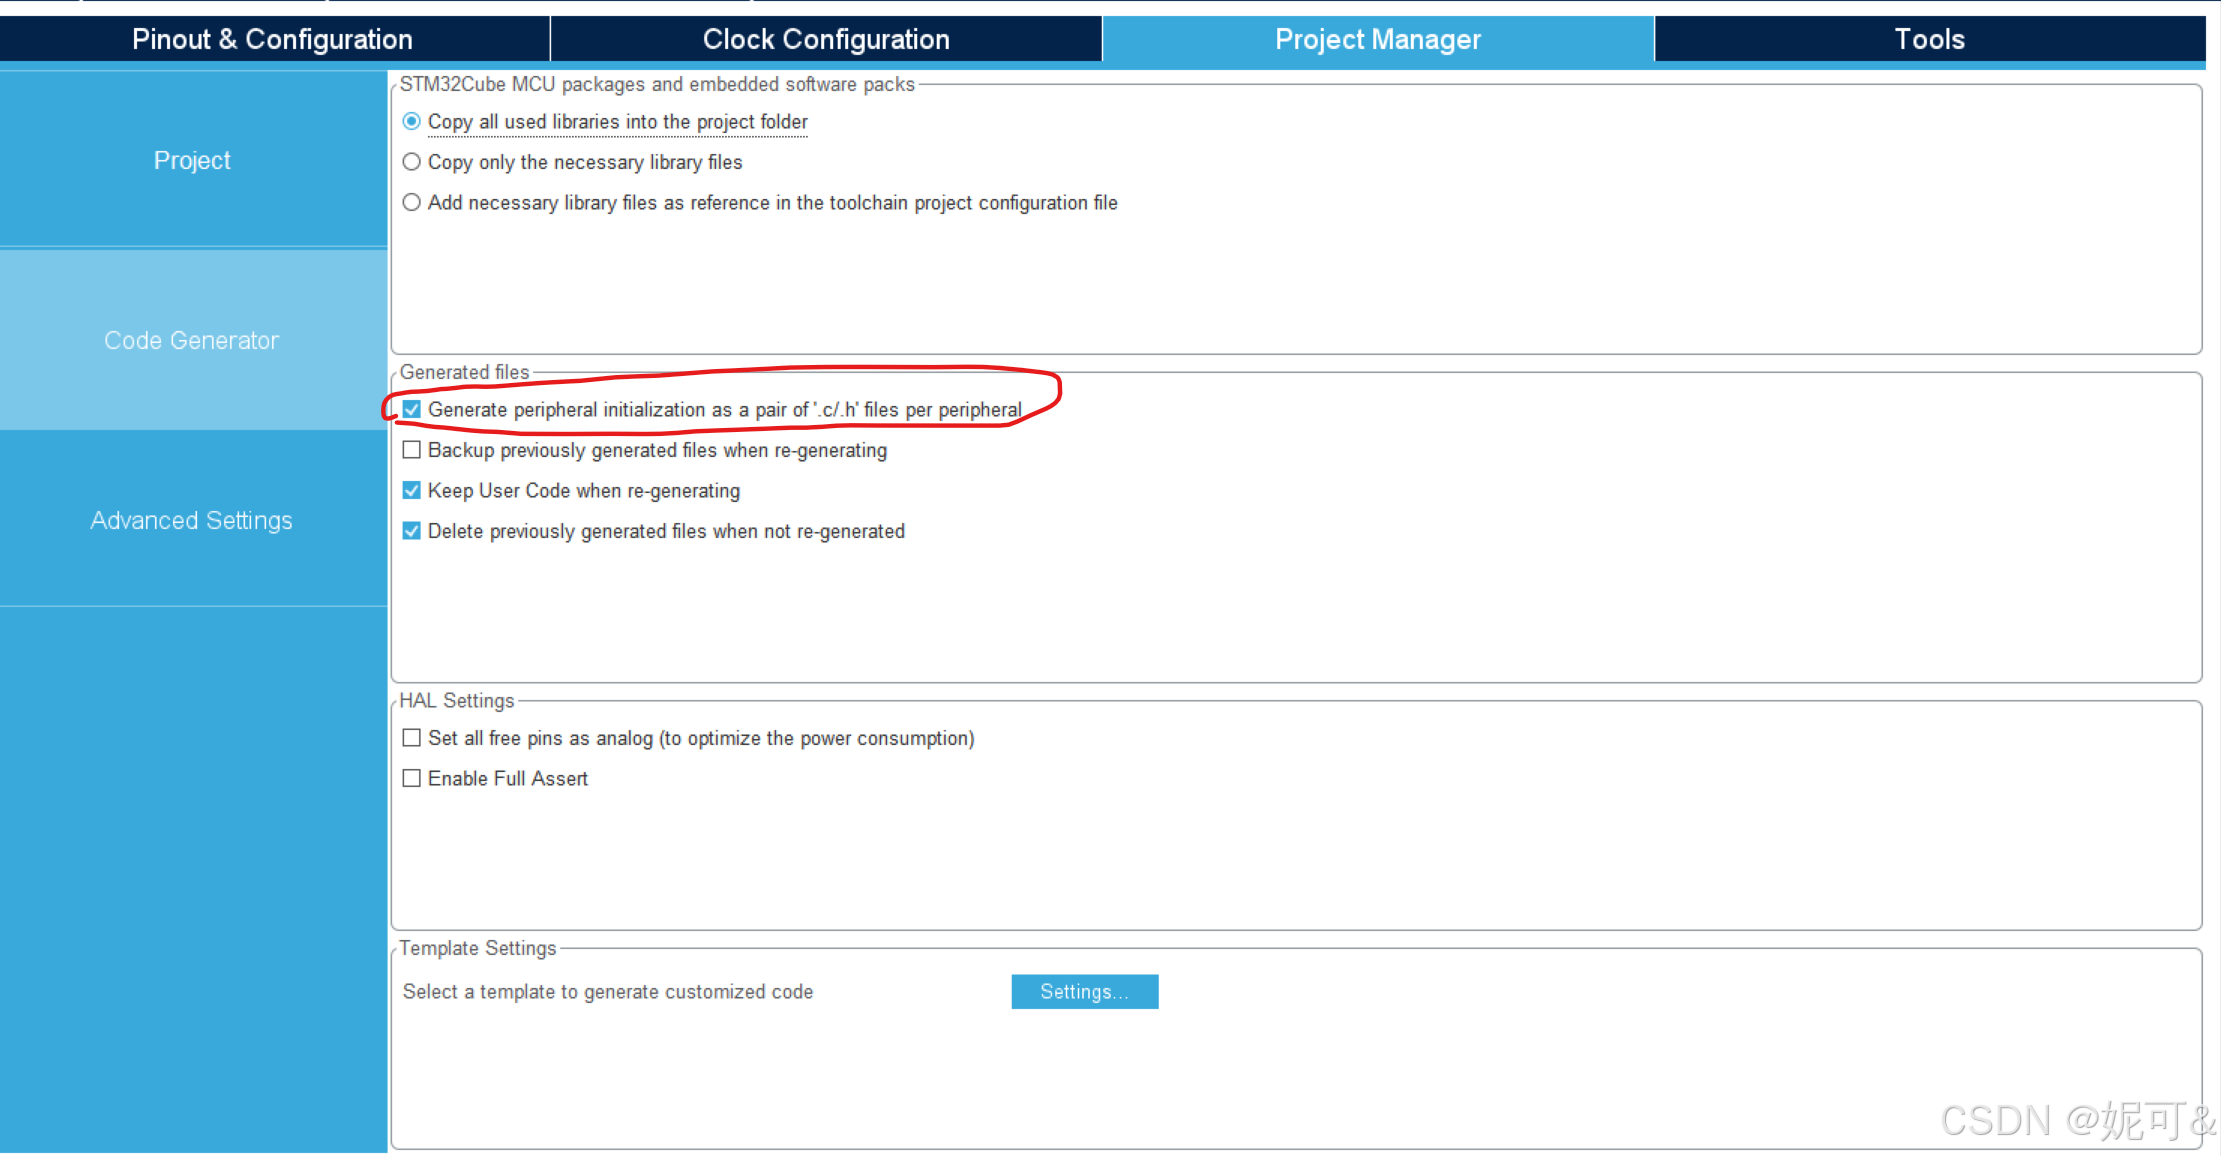 Pinout & Configuration
Clock Configuration
Project Manager
Tools
Project
Code Generator
Advanced Settings
STM32Cube MCU packages and embedded software packs
Copy all used libraries into the project folder
Copy only the necessary library files
Add necessary library files as reference in the toolchain project configuration file
Generated files
Generate peripheral initialization as a pair of '.c/.h' files per peripheral
Backup previously generated files when re-generating
Keep User Code when re-generating
Delete previously generated files when not re-generated
HAL Settings
Set all free pins as analog (to optimize the power consumption)
Enable Full Assert
Template Settings
Select a template to generate customized code
Settings...
CSDN @妮可&